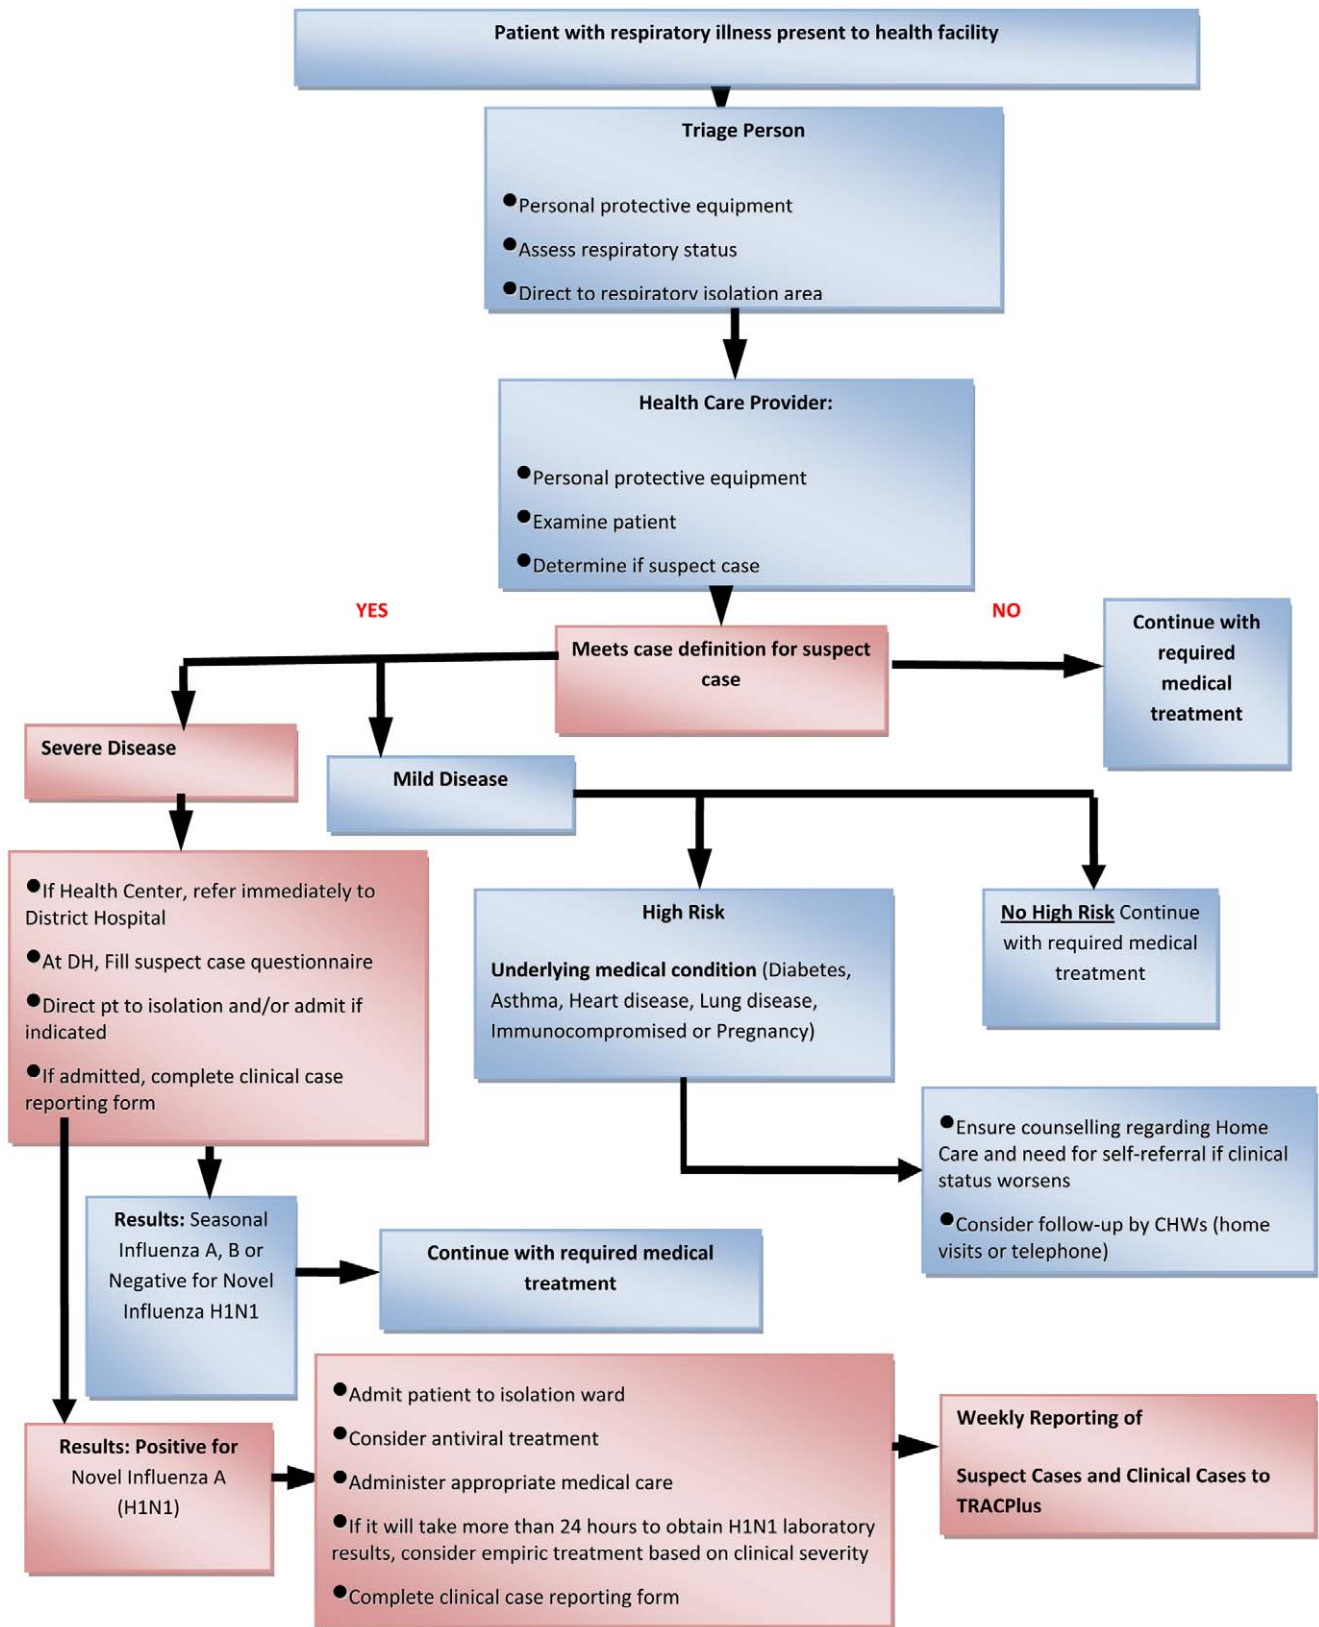 Patient with respiratory illness present to health facility
Triage Person
●Personal protective equipment
●Assess respiratory status
●Direct to respiratory isolation area
Health Care Provider:
●Personal protective equipment
●Examine patient
●Determine if suspect case
YES
NO
Meets case definition for suspect
case
Continue with
required
medical
treatment
Severe Disease
Mild Disease
●If Health Center, refer immediately to
District Hospital
●At DH, Fill suspect case questionnaire
●Direct pt to isolation and/or admit if
indicated
●If admitted, complete clinical case
reporting form
High Risk
Underlying medical condition (Diabetes,
Asthma, Heart disease, Lung disease,
Immunocompromised or Pregnancy)
No High Risk Continue
with required medical
treatment
●Ensure counselling regarding Home
Care and need for self-referral if clinical
status worsens
●Consider follow-up by CHWs (home
visits or telephone)
Results: Seasonal
Influenza A, B or
Negative for Novel
Influenza H1N1
Continue with required medical
treatment
Results: Positive for
Novel Influenza A
(H1N1)
●Admit patient to isolation ward
●Consider antiviral treatment
●Administer appropriate medical care
●If it will take more than 24 hours to obtain H1N1 laboratory
results, consider empiric treatment based on clinical severity
●Complete clinical case reporting form
Weekly Reporting of
Suspect Cases and Clinical Cases to
TRACPlus